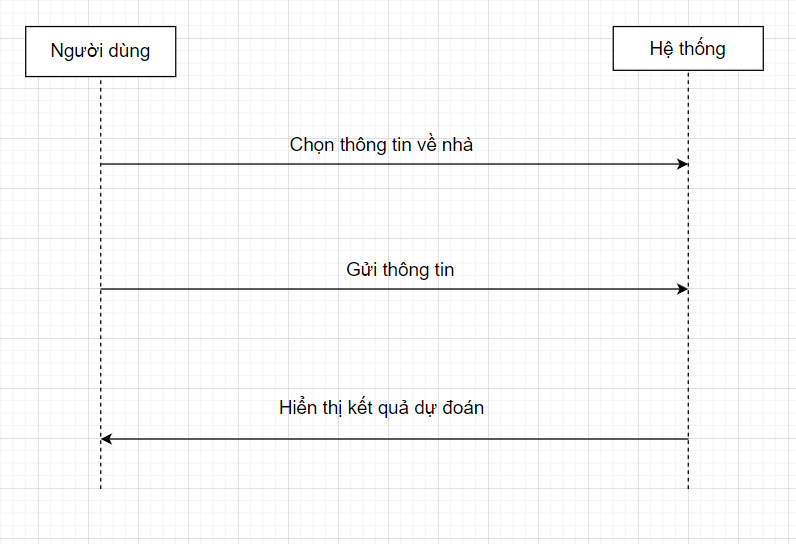 Người dùng
Hệ thống
Chọn thông tin về nhà
Gửi thông tin
Hiển thị kết quả dự đoán